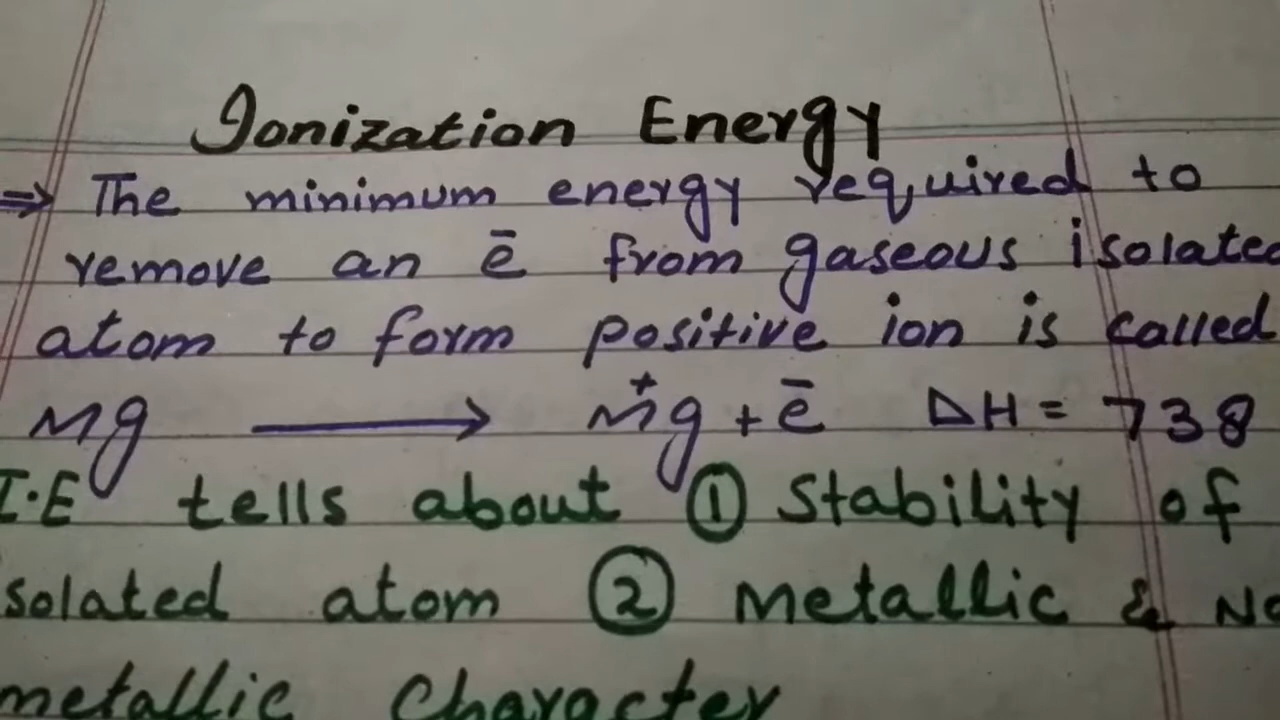 Ionization Energy
⇒ The minimum energy required to
remove an ē from gaseous isolated
atom to form positive ion is called
Mg ⟶ Mg⁺ + ē ΔH = 738
I.E tells about ① Stability of
isolated atom ② Metallic & No
metallic Character